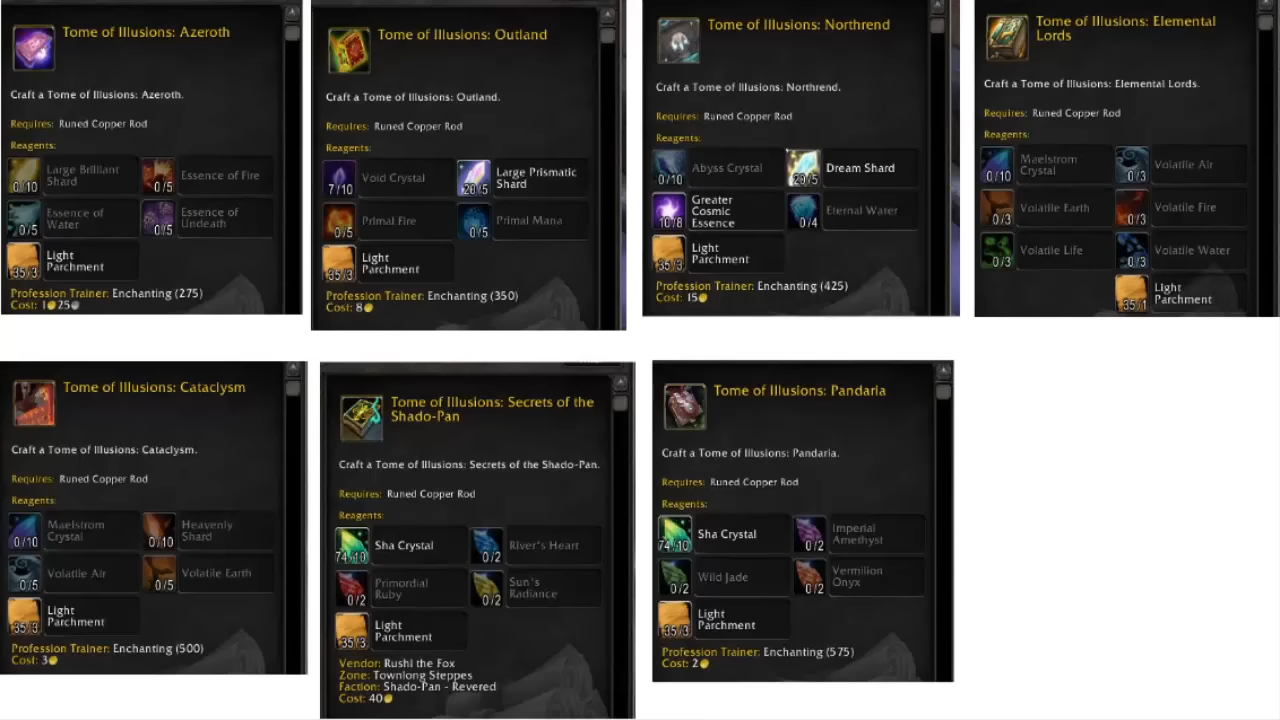 Tome of Illusions: Azeroth
Craft a Tome of Illusions: Azeroth.
Requires: Runed Copper Rod
Reagents:
0/10 Large Brilliant Shard
0/5 Essence of Fire
0/5 Essence of Water
0/5 Essence of Undeath
35/3 Light Parchment
Profession Trainer: Enchanting (275)
Cost: 1 25
Tome of Illusions: Outland
Craft a Tome of Illusions: Outland.
Requires: Runed Copper Rod
Reagents:
7/10 Void Crystal
20/5 Large Prismatic Shard
0/5 Primal Fire
0/5 Primal Mana
35/3 Light Parchment
Profession Trainer: Enchanting (350)
Cost: 8
Tome of Illusions: Northrend
Craft a Tome of Illusions: Northrend.
Requires: Runed Copper Rod
Reagents:
0/10 Abyss Crystal
Dream Shard
10/8 Greater Cosmic Essence
0/4 Eternal Water
35/3 Light Parchment
Profession Trainer: Enchanting (425)
Cost: 15
Tome of Illusions: Elemental Lords
Craft a Tome of Illusions: Elemental Lords.
Requires: Runed Copper Rod
Reagents:
0/10 Maelstrom Crystal
0/3 Volatile Air
0/3 Volatile Earth
0/3 Volatile Fire
0/3 Volatile Life
0/3 Volatile Water
35/1 Light Parchment
Tome of Illusions: Cataclysm
Craft a Tome of Illusions: Cataclysm.
Requires: Runed Copper Rod
Reagents:
0/10 Maelstrom Crystal
0/10 Heavenly Shard
0/5 Volatile Air
0/5 Volatile Earth
35/3 Light Parchment
Profession Trainer: Enchanting (500)
Cost: 3
Tome of Illusions: Secrets of the Shado-Pan
Craft a Tome of Illusions: Secrets of the Shado-Pan.
Requires: Runed Copper Rod
Reagents:
74/10 Sha Crystal
0/2 River's Heart
0/2 Primordial Ruby
0/2 Sun's Radiance
35/3 Light Parchment
Vendor: Rushi the Fox
Zone: Townlong Steppes
Faction: Shado-Pan - Revered
Cost: 40
Tome of Illusions: Pandaria
Craft a Tome of Illusions: Pandaria.
Requires: Runed Copper Rod
Reagents:
74/10 Sha Crystal
0/2 Imperial Amethyst
0/2 Wild Jade
0/2 Vermilion Onyx
35/3 Light Parchment
Profession Trainer: Enchanting (575)
Cost: 2